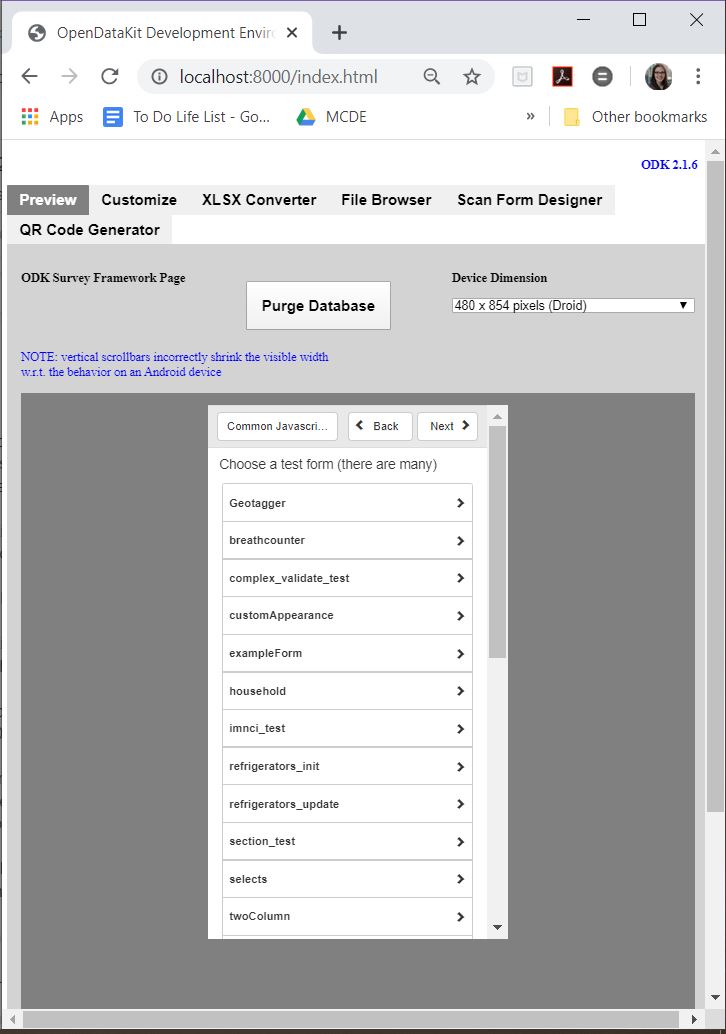 OpenDataKit Development Enviro
localhost:8000/index.html
Apps To Do Life List - Go... MCDE » Other bookmarks
ODK 2.1.6
Preview Customize XLSX Converter File Browser Scan Form Designer
QR Code Generator
ODK Survey Framework Page
Purge Database
Device Dimension
480 x 854 pixels (Droid)
NOTE: vertical scrollbars incorrectly shrink the visible width
w.r.t. the behavior on an Android device
Common Javascri... Back Next
Choose a test form (there are many)
Geotagger
breathcounter
complex_validate_test
customAppearance
exampleForm
household
imnci_test
refrigerators_init
refrigerators_update
section_test
selects
twoColumn